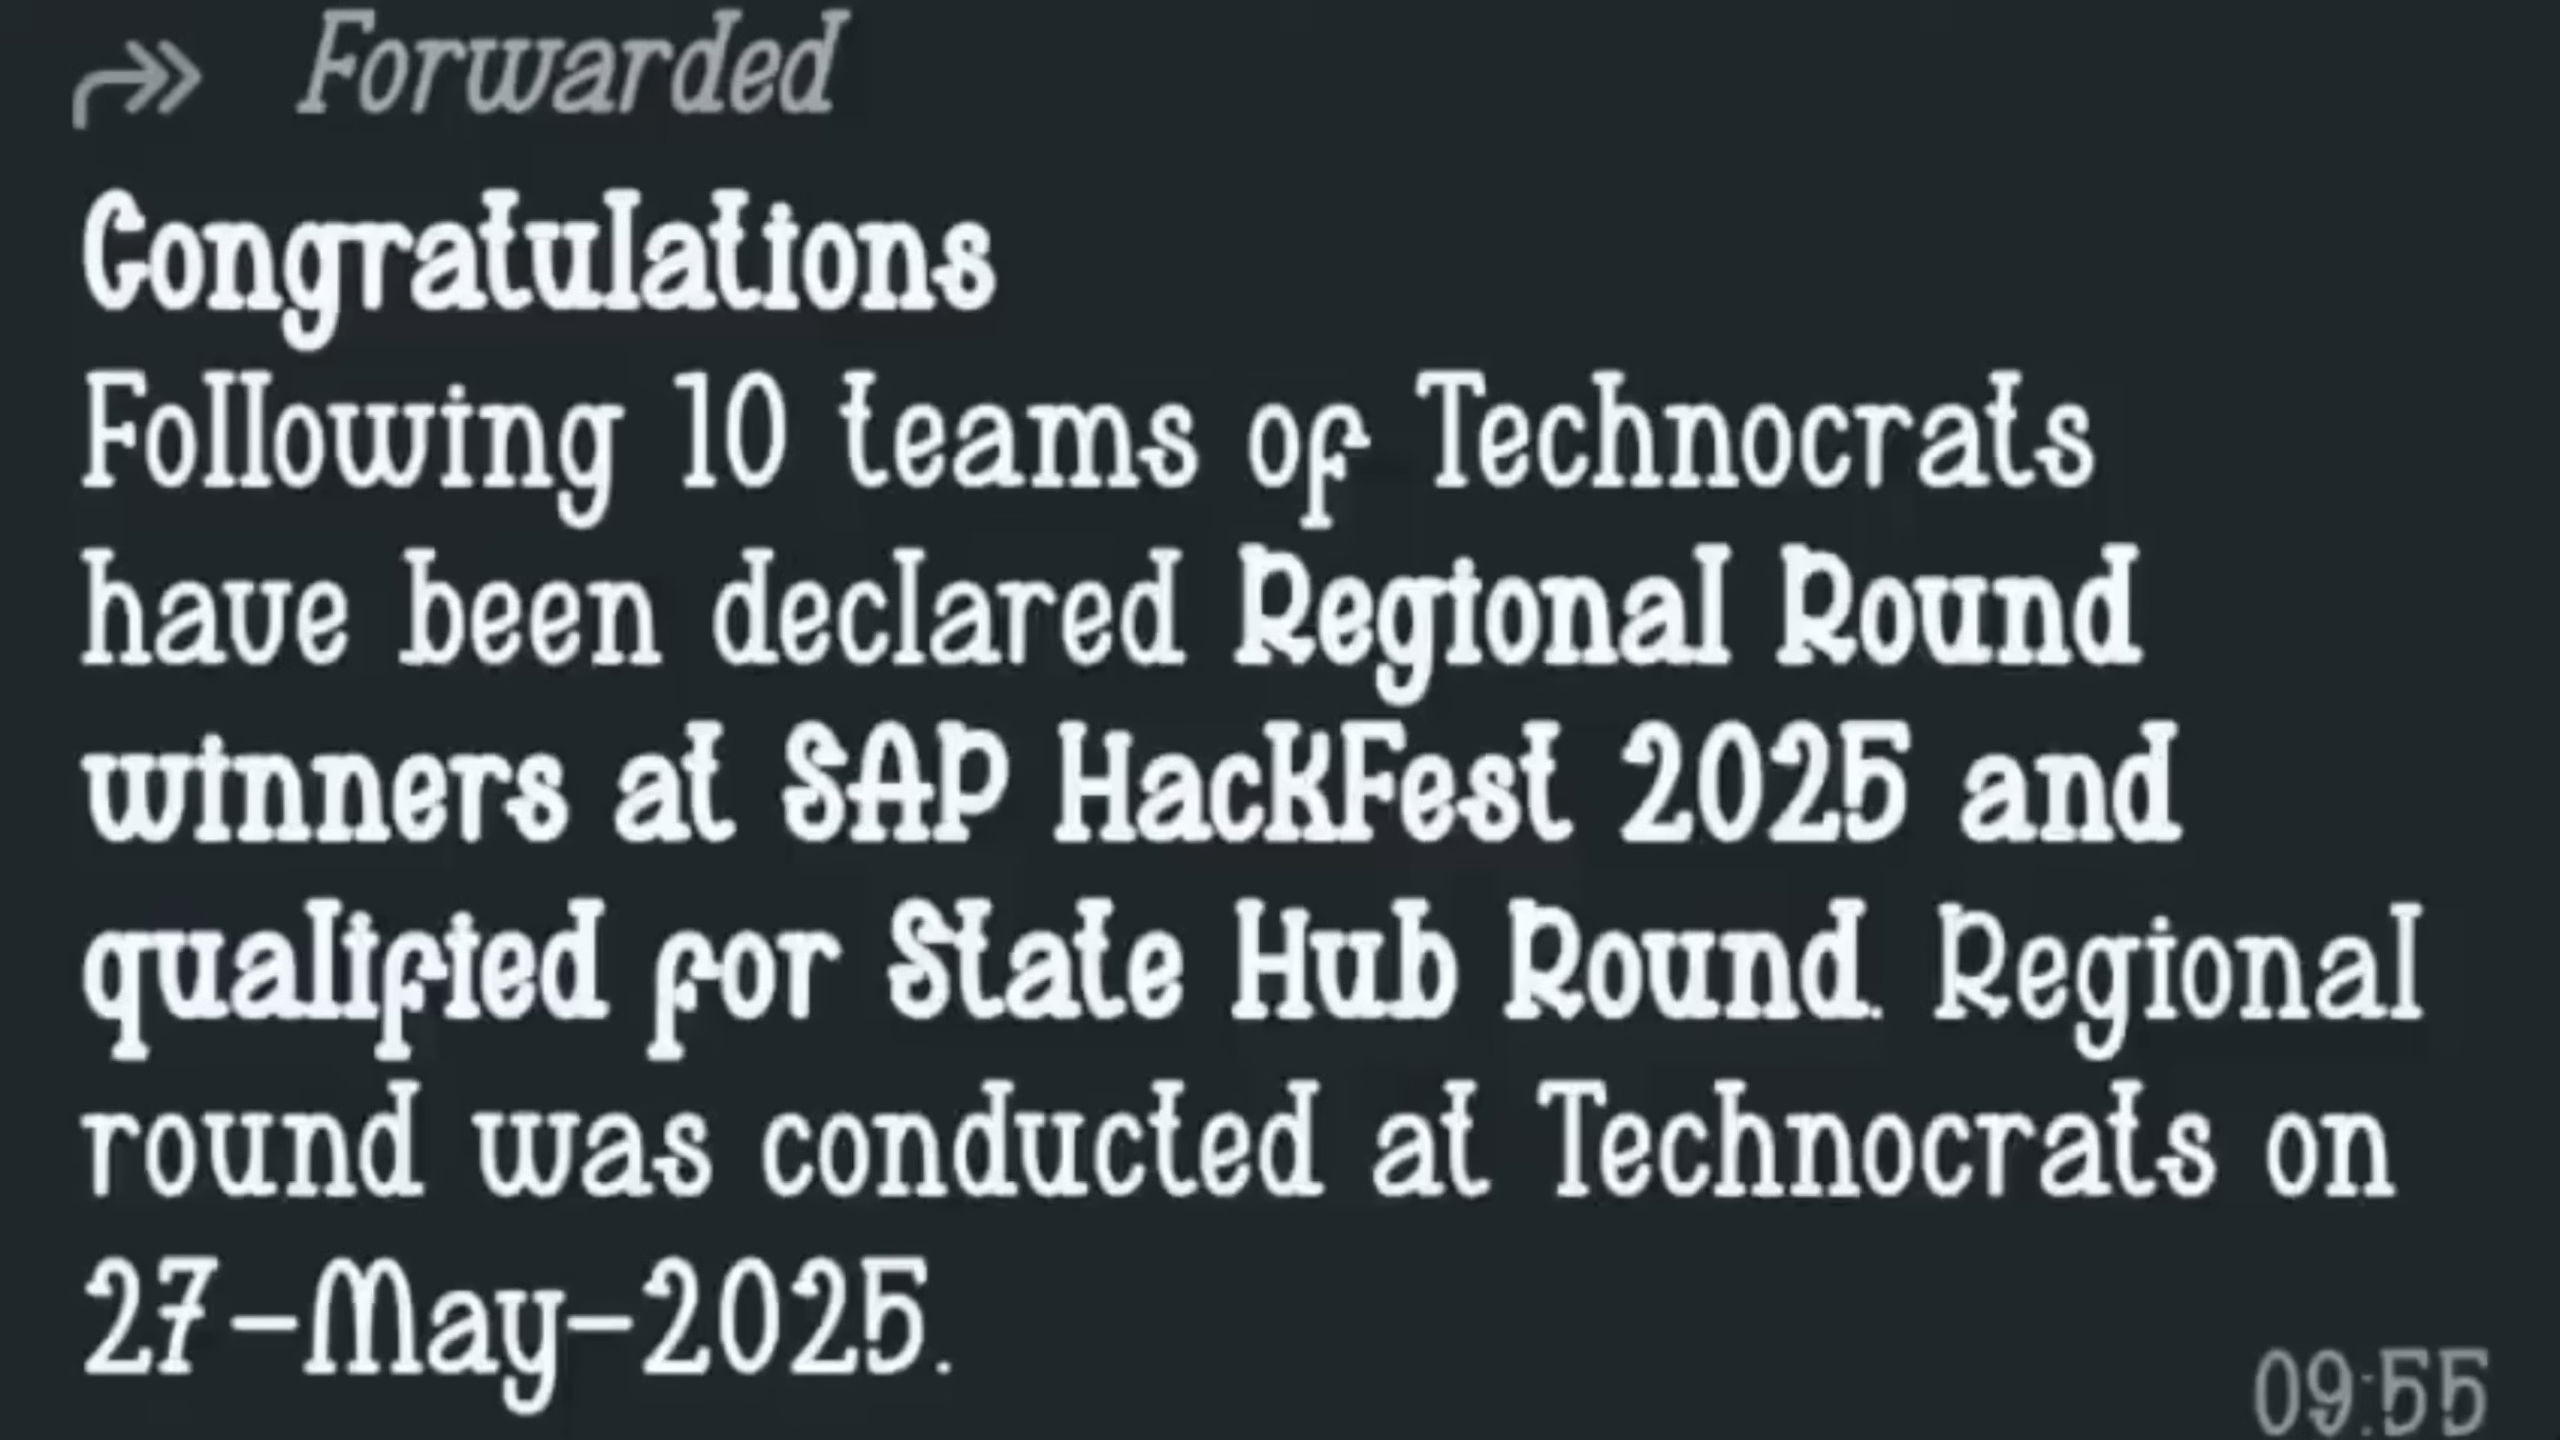 Forwarded
Congratulations
Following 10 teams of Technocrats
have been declared Regional Round
winners at SAP HackFest 2025 and
qualified for State Hub Round. Regional
round was conducted at Technocrats on
27-May-2025.
09:55